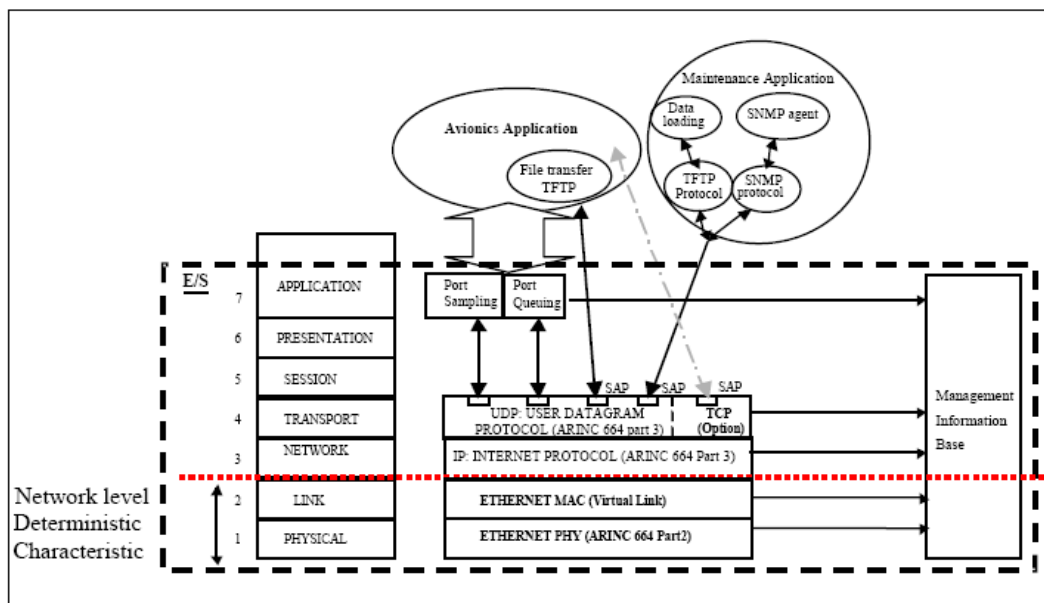 Maintenance Application
Data
loading
SNMP agent
Avionics Application
File transfer
TFTP
TFTP
Protocol
SNMP
protocol
E/S
7
APPLICATION
Port
Sampling
Port
Queuing
6
PRESENTATION
5
SESSION
SAP
SAP
SAP
4
TRANSPORT
UDP: USER DATAGRAM
PROTOCOL (ARINC 664 part 3)
TCP
(Option)
Management
Information
Base
3
NETWORK
IP: INTERNET PROTOCOL (ARINC 664 Part 3)
Network level
Deterministic
Characteristic
2
LINK
ETHERNET MAC (Virtual Link)
1
PHYSICAL
ETHERNET PHY (ARINC 664 Part2)